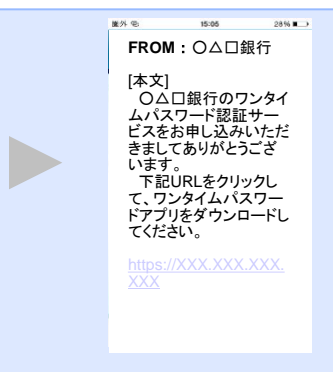 圏外 15:05 28%
FROM：○△□銀行
[本文]
○△□銀行のワンタイ
ムパスワード認証サー
ビスをお申し込みいただ
きましてありがとうござ
います。
下記URLをクリックし
て、ワンタイムパスワー
ドアプリをダウンロードし
てください。
https://XXX.XXX.XXX.
XXX